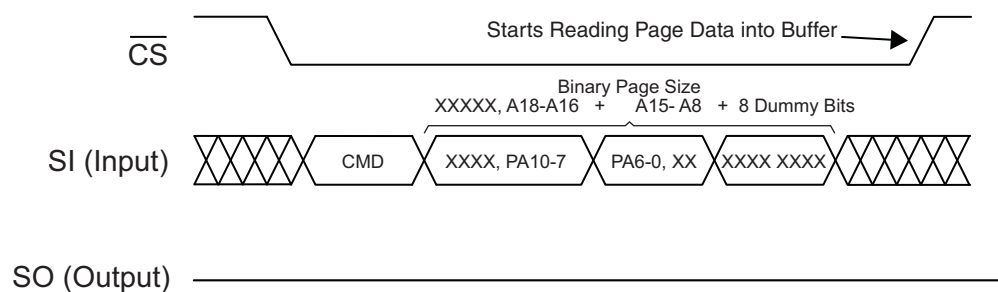 Starts Reading Page Data into Buffer
CS
Binary Page Size
XXXXX, A18-A16 + A15- A8 + 8 Dummy Bits
SI (Input) CMD XXXX, PA10-7 PA6-0, XX XXXX XXXX
SO (Output)